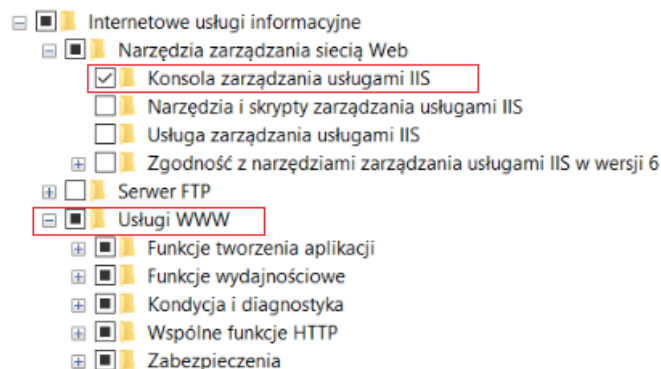 Internetowe usługi informacyjne
Narzędzia zarządzania siecią Web
Konsola zarządzania usługami IIS
Narzędzia i skrypty zarządzania usługami IIS
Usługa zarządzania usługami IIS
Zgodność z narzędziami zarządzania usługami IIS w wersji 6
Serwer FTP
Usługi WWW
Funkcje tworzenia aplikacji
Funkcje wydajnościowe
Kondycja i diagnostyka
Wspólne funkcje HTTP
Zabezpieczenia